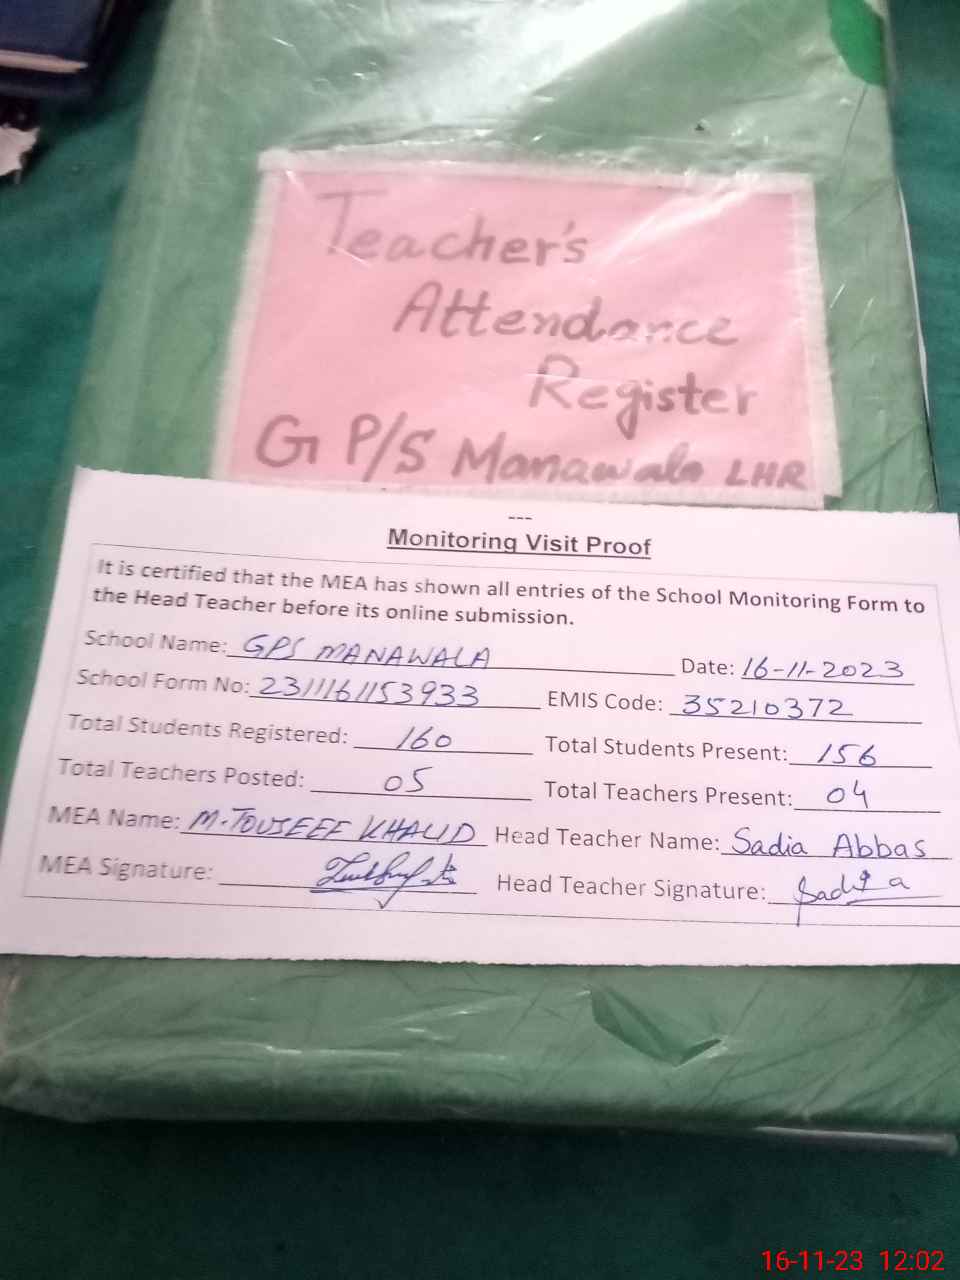 Teacher's
Attendance
Register
G P/S Manawala LHR
---
Monitoring Visit Proof
It is certified that the MEA has shown all entries of the School Monitoring Form to
the Head Teacher before its online submission.
School Name: GPS MANAWALA Date: 16-11-2023
School Form No: 2311161153933 EMIS Code: 35210372
Total Students Registered: 160 Total Students Present: 156
Total Teachers Posted: 05 Total Teachers Present: 04
MEA Name: M.TOUSEEF KHALID Head Teacher Name: Sadia Abbas
MEA Signature: Head Teacher Signature: Sadia
16-11-23 12:02